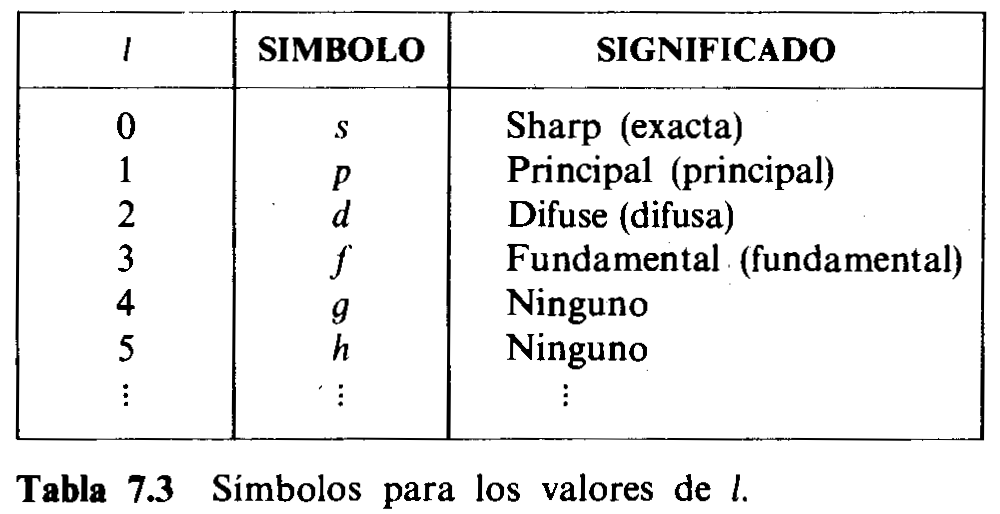 l SIMBOLO SIGNIFICADO
0 s Sharp (exacta)
1 p Principal (principal)
2 d Difuse (difusa)
3 f Fundamental (fundamental)
4 g Ninguno
5 h Ninguno
⋮ ⋮ ⋮
Tabla 7.3 Símbolos para los valores de l.